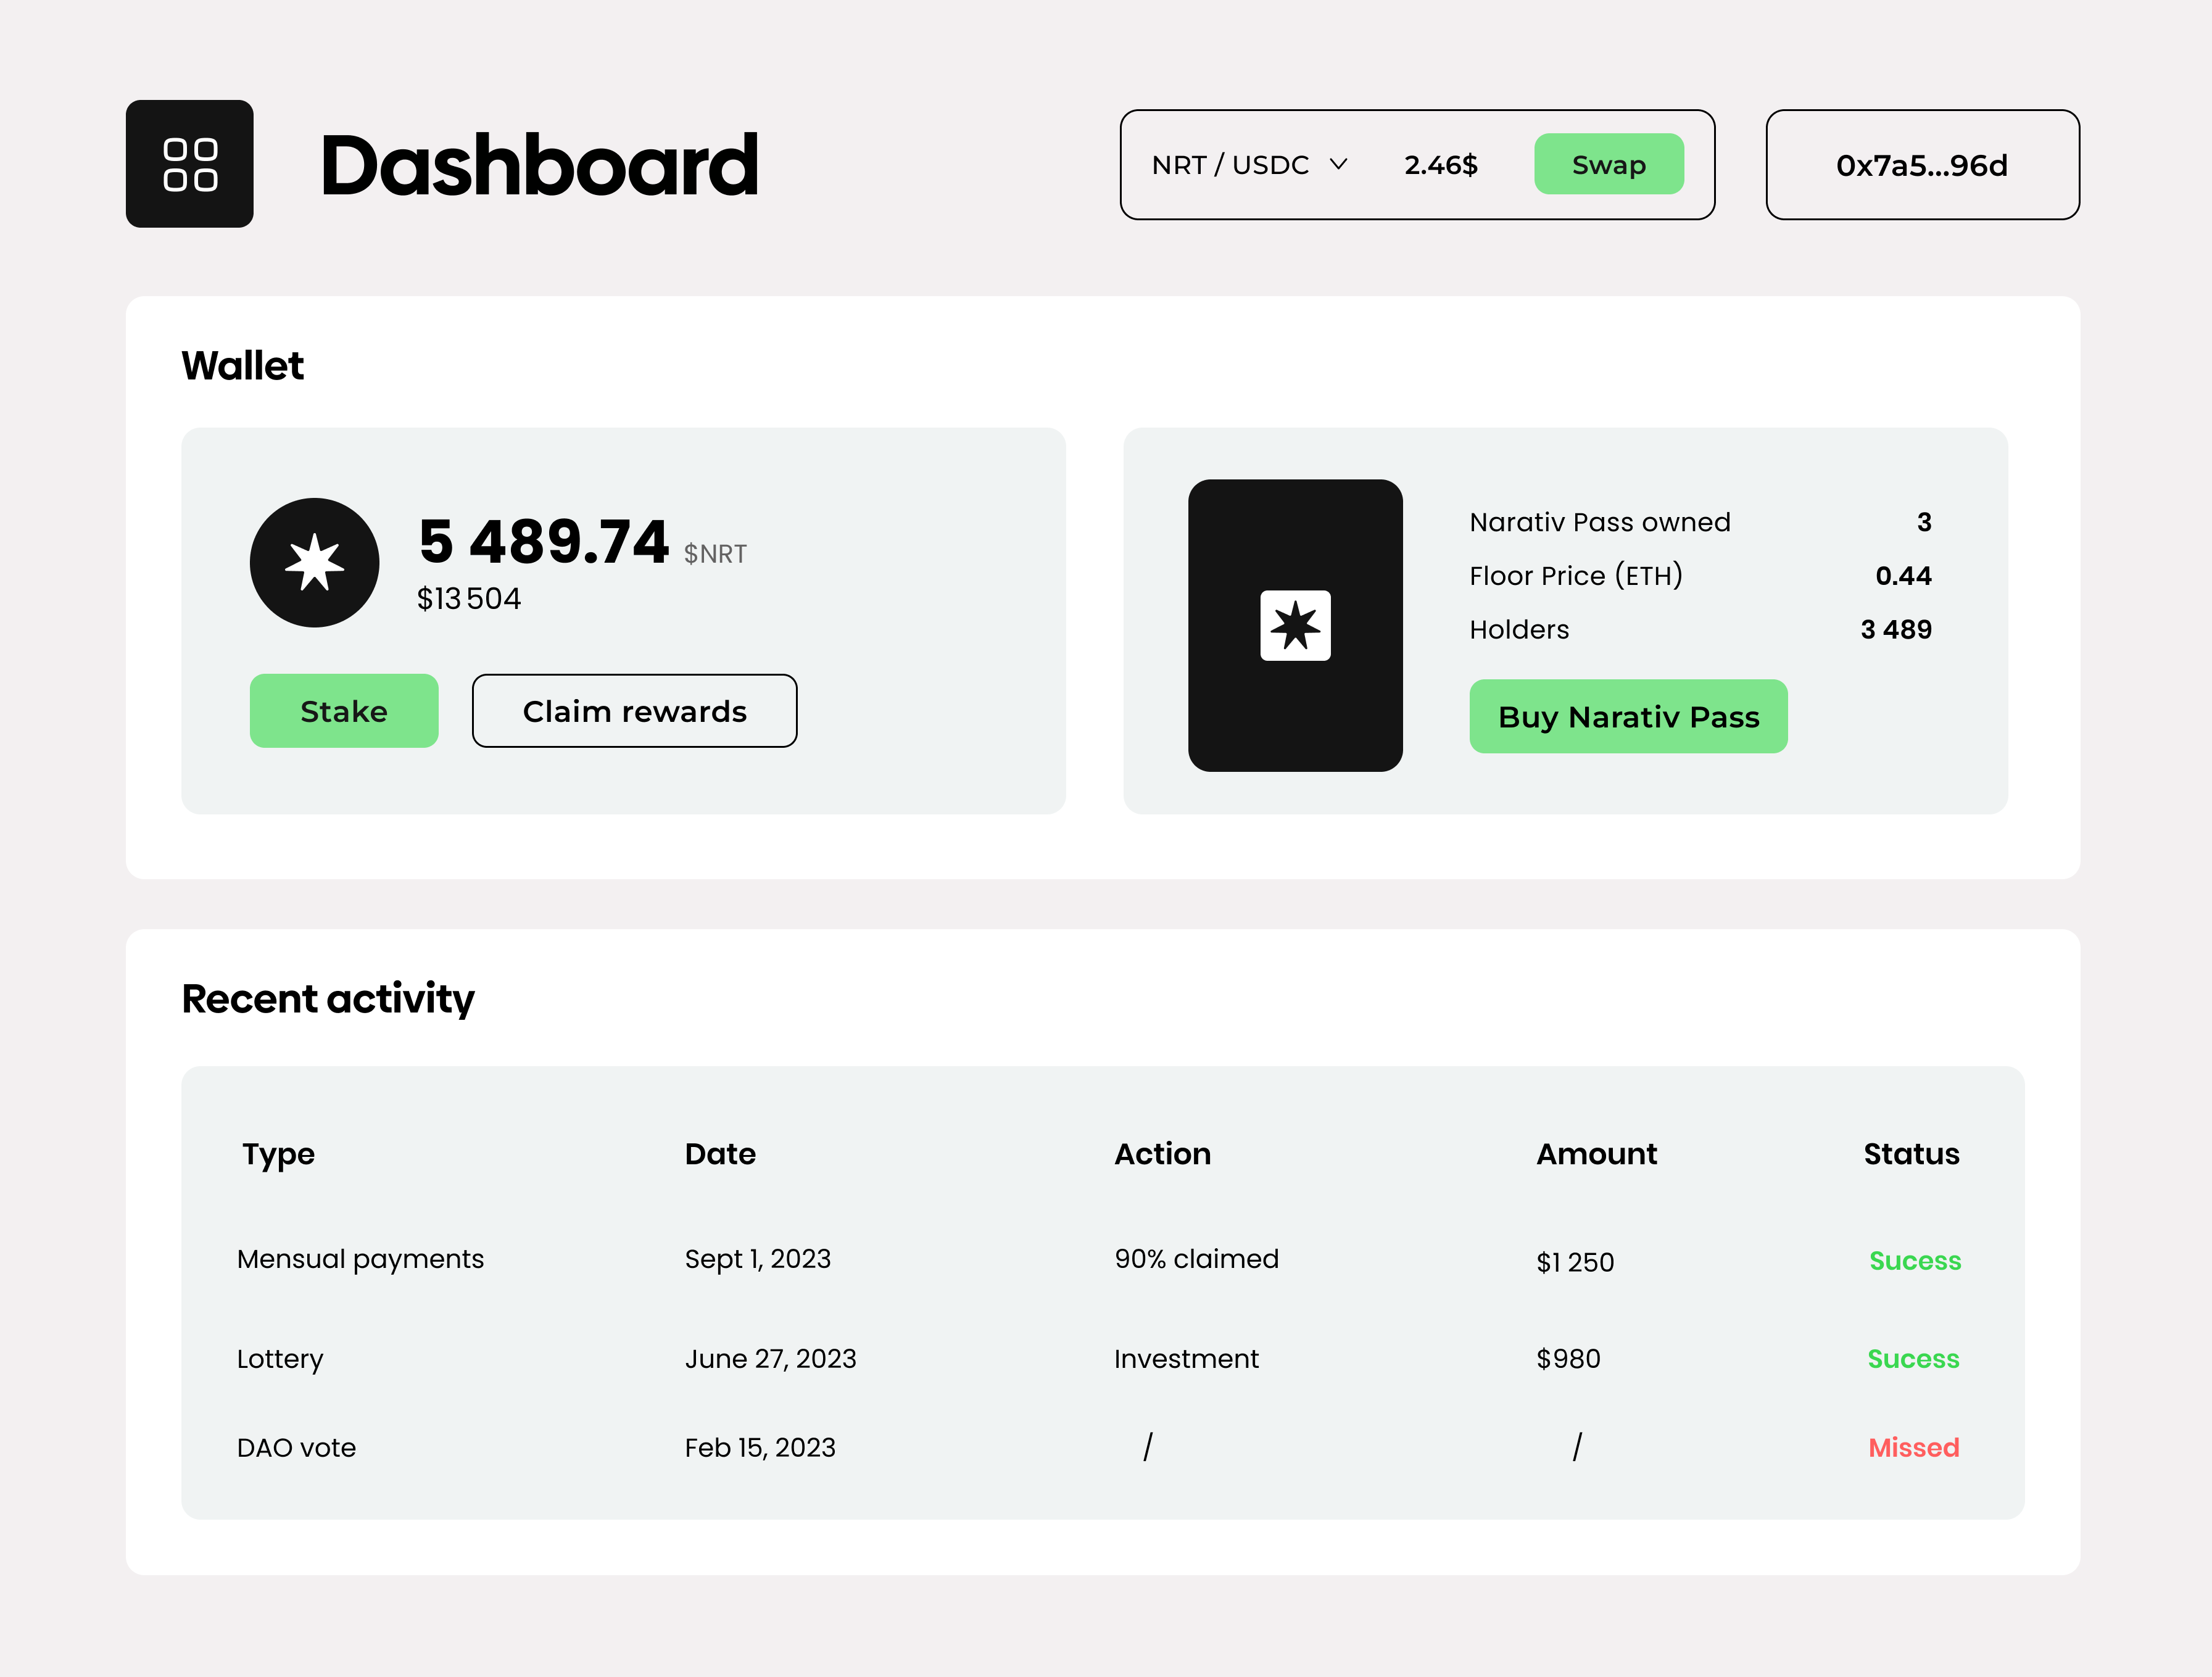 Dashboard
NRT / USDC 2.46$ Swap
0x7a5...96d
Wallet
5 489.74 $NRT
$13 504
Stake
Claim rewards
Narativ Pass owned 3
Floor Price (ETH) 0.44
Holders 3 489
Buy Narativ Pass
Recent activity
Type Date Action Amount Status
Mensual payments Sept 1, 2023 90% claimed $1 250 Sucess
Lottery June 27, 2023 Investment $980 Sucess
DAO vote Feb 15, 2023 / / Missed